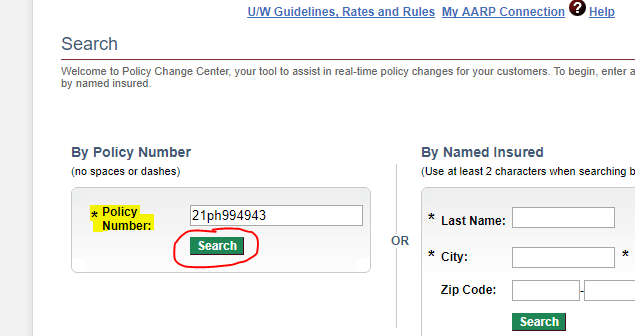 U/W Guidelines, Rates and Rules My AARP Connection ? Help
Search
Welcome to Policy Change Center, your tool to assist in real-time policy changes for your customers. To begin, enter a
by named insured.
By Policy Number
(no spaces or dashes)
* Policy
Number:
21ph994943
Search
OR
By Named Insured
(Use at least 2 characters when searching b
* Last Name:
* City:
*
Zip Code:
-
Search